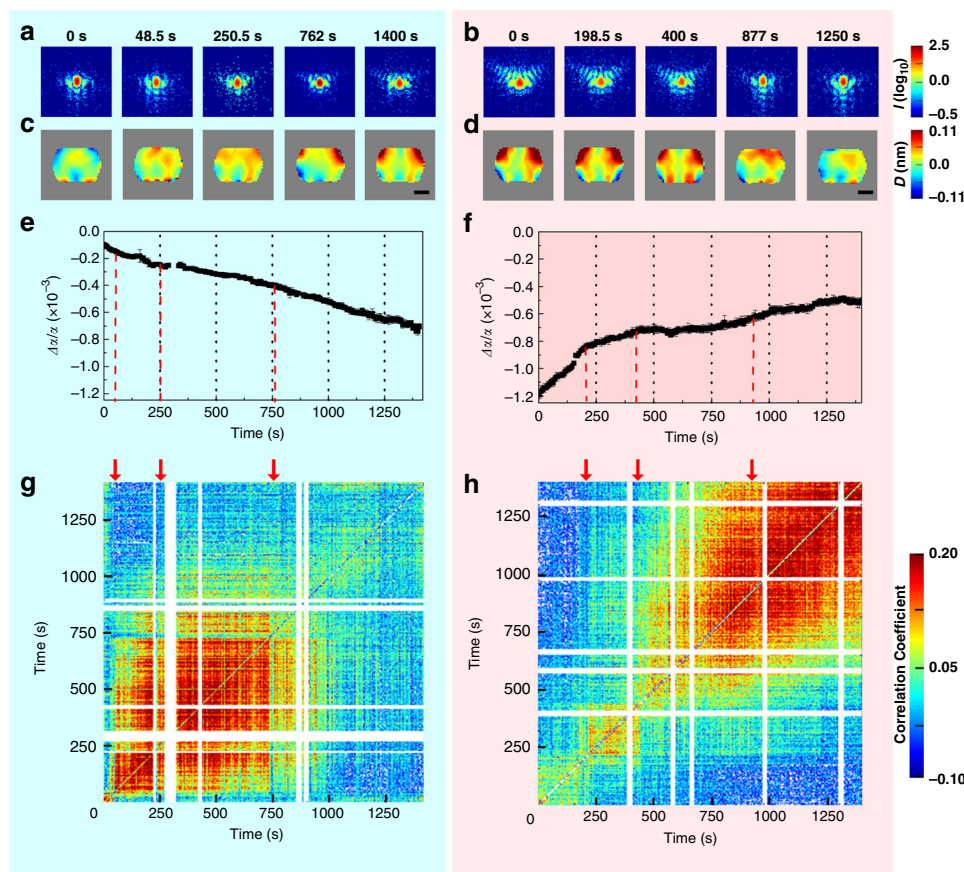 a
0 s 48.5 s 250.5 s 762 s 1400 s
b
0 s 198.5 s 400 s 877 s 1250 s
2.5
0.0
−0.5
I (log10)
c
d
0.11
0.0
−0.11
D (nm)
e
0.0
−0.2
−0.4
−0.6
−0.8
−1.0
−1.2
Δα/α (×10−3)
0 250 500 750 1000 1250
Time (s)
f
0.0
−0.2
−0.4
−0.6
−0.8
−1.0
−1.2
Δα/α (×10−3)
0 250 500 750 1000 1250
Time (s)
g
1250
1000
750
500
250
Time (s)
0 250 500 750 1000 1250
Time (s)
h
1250
1000
750
500
250
Time (s)
0 250 500 750 1000 1250
Time (s)
0.20
0.05
−0.10
Correlation Coefficient